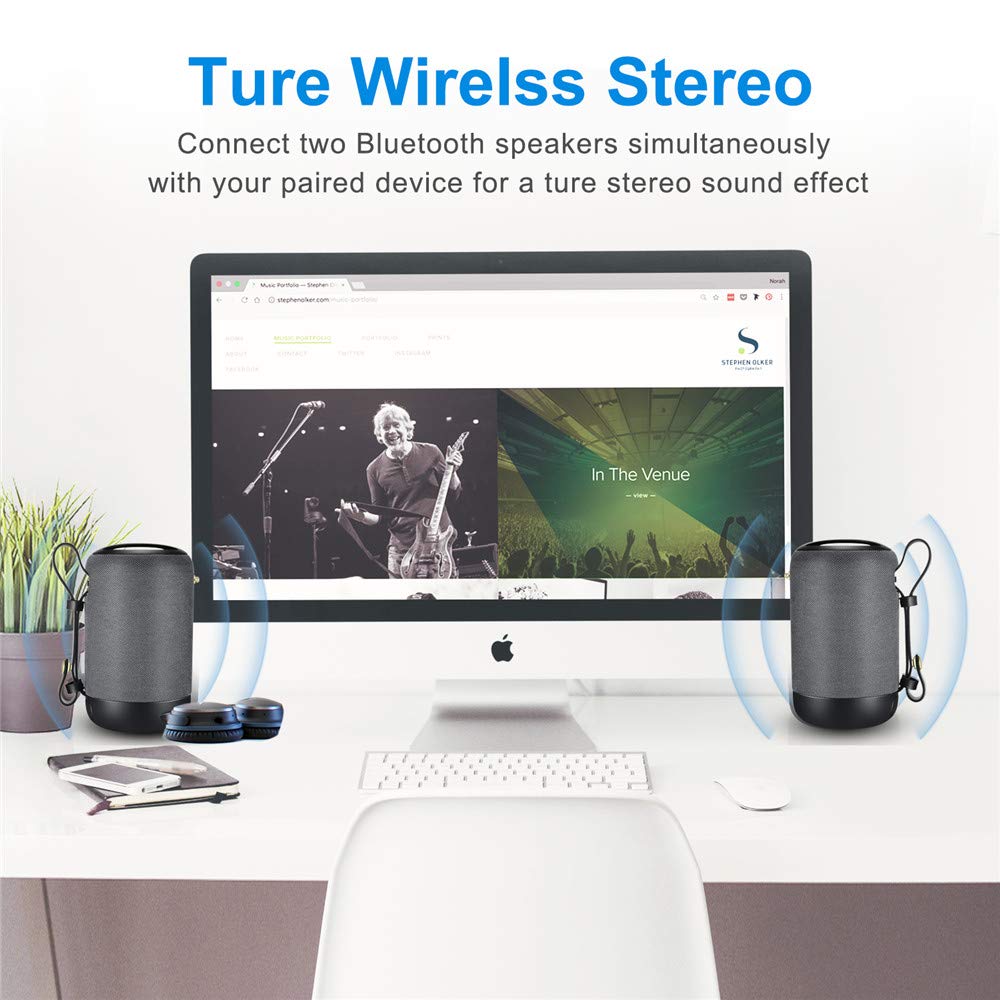 Ture Wirelss Stereo
Connect two Bluetooth speakers simultaneously
with your paired device for a ture stereo sound effect
Music Portfolio — Stephen O
Norah
stephenolker.com/music-portfolio
HOME MUSIC PORTFOLIO PORTFOLIO PRINTS
ABOUT CONTACT TWITTER INSTAGRAM
FACEBOOK
STEPHEN OLKER
PHOTOGRAPHY
In The Venue
— view —